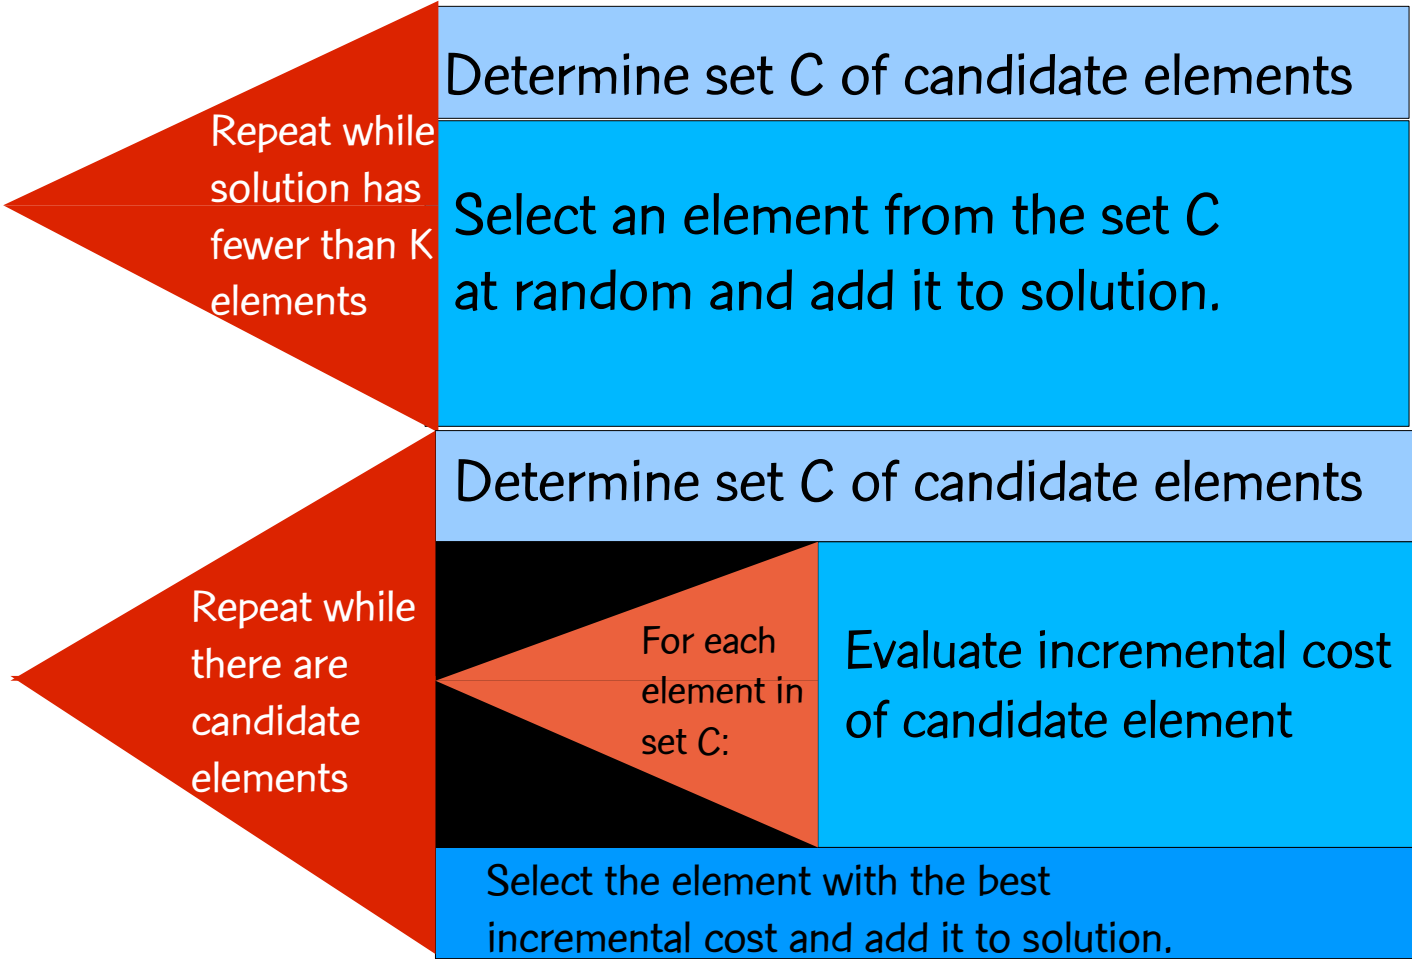 Determine set C of candidate elements
Repeat while
solution has
fewer than K
elements
Select an element from the set C
at random and add it to solution.
Determine set C of candidate elements
Repeat while
there are
candidate
elements
For each
element in
set C:
Evaluate incremental cost
of candidate element
Select the element with the best
incremental cost and add it to solution.